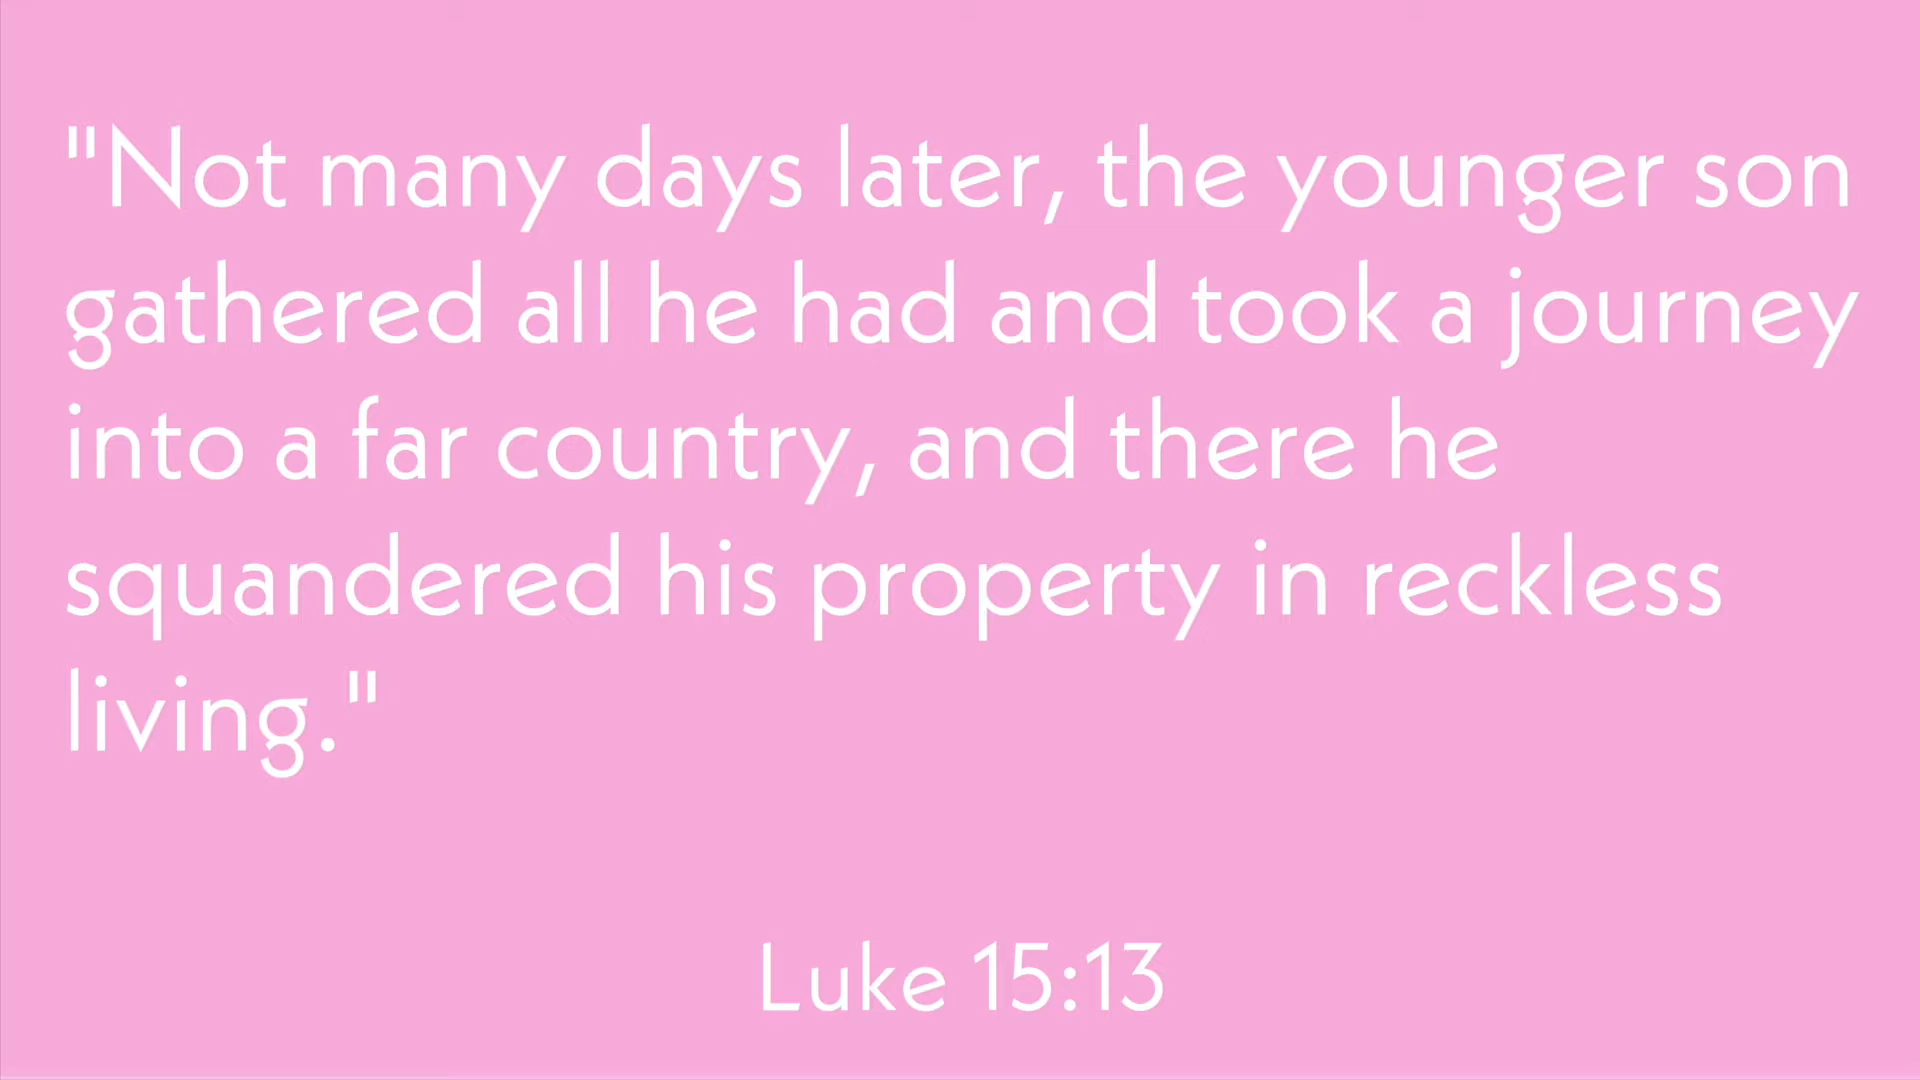 "Not many days later, the younger son
gathered all he had and took a journey
into a far country, and there he
squandered his property in reckless
living."
Luke 15:13